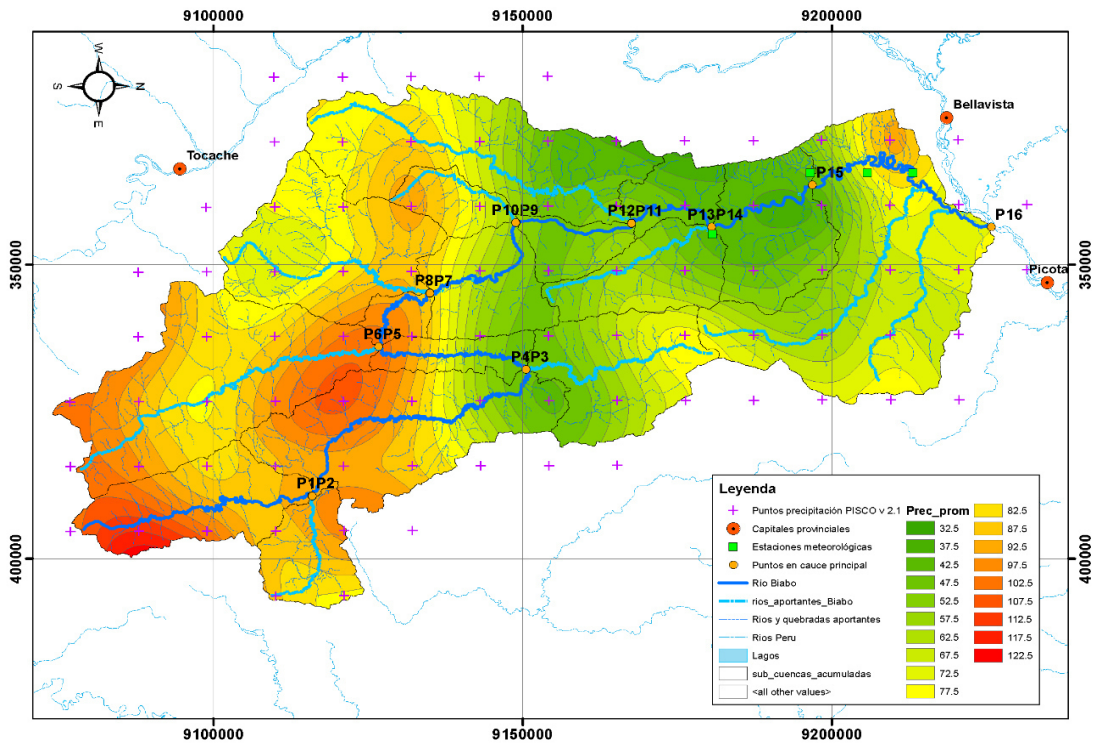 9100000 9150000 9200000
W
S N
E
Bellavista
Tocache
P15
P10P9 P12P11 P13P14 P16
350000 350000
Picota
P8P7
P6P5
P4P3
P1P2
400000 400000
Leyenda
Puntos precipitación PISCO v 2.1
Capitales provinciales
Estaciones meteorológicas
Puntos en cauce principal
Río Biabo
rios_aportantes_Biabo
Rios y quebradas aportantes
Rios Peru
Lagos
sub_cuencas_acumuladas
<all other values>
Prec_prom
32.5
37.5
42.5
47.5
52.5
57.5
62.5
67.5
72.5
77.5
82.5
87.5
92.5
97.5
102.5
107.5
112.5
117.5
122.5
9100000 9150000 9200000